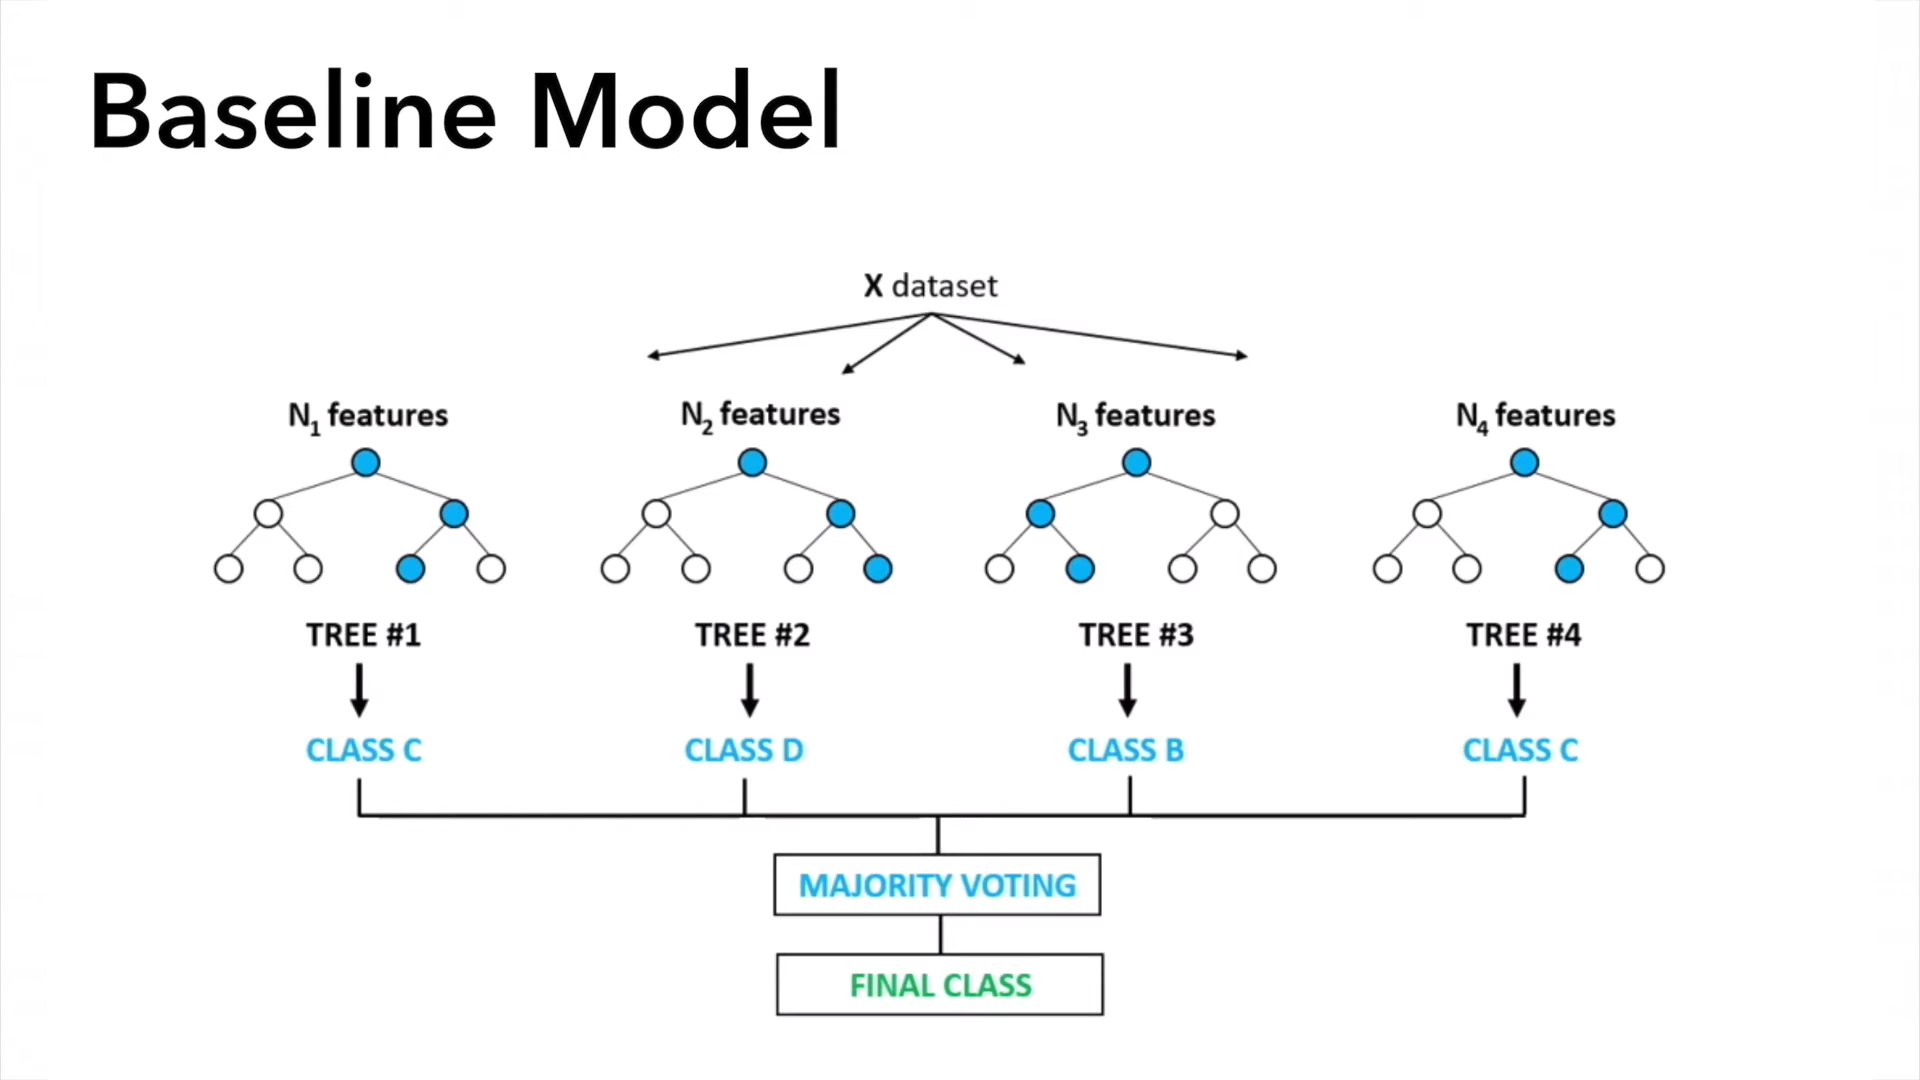 Baseline Model
X dataset
N1 features
N2 features
N3 features
N4 features
TREE #1
TREE #2
TREE #3
TREE #4
CLASS C
CLASS D
CLASS B
CLASS C
MAJORITY VOTING
FINAL CLASS